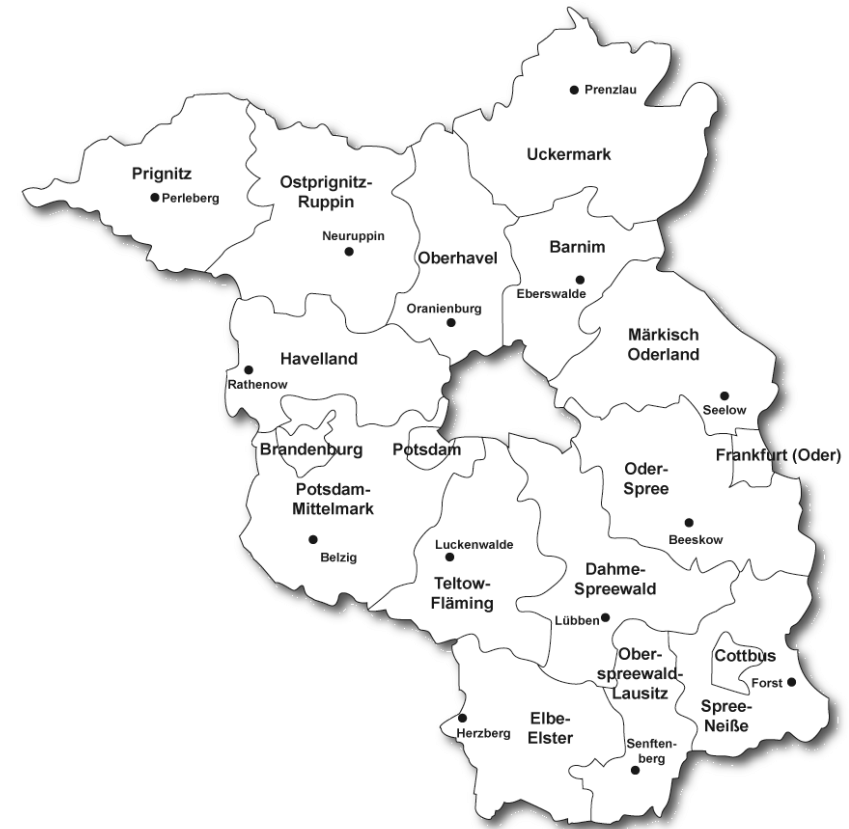 Prenzlau
Uckermark
Prignitz
Perleberg
Ostprignitz-
Ruppin
Neuruppin
Oberhavel
Oranienburg
Barnim
Eberswalde
Märkisch
Oderland
Seelow
Havelland
Rathenow
Brandenburg
Potsdam
Frankfurt (Oder)
Oder-
Spree
Beeskow
Potsdam-
Mittelmark
Belzig
Luckenwalde
Teltow-
Fläming
Dahme-
Spreewald
Lübben
Ober-
spreewald-
Lausitz
Cottbus
Forst
Spree-
Neiße
Elbe-
Elster
Herzberg
Senften-
berg